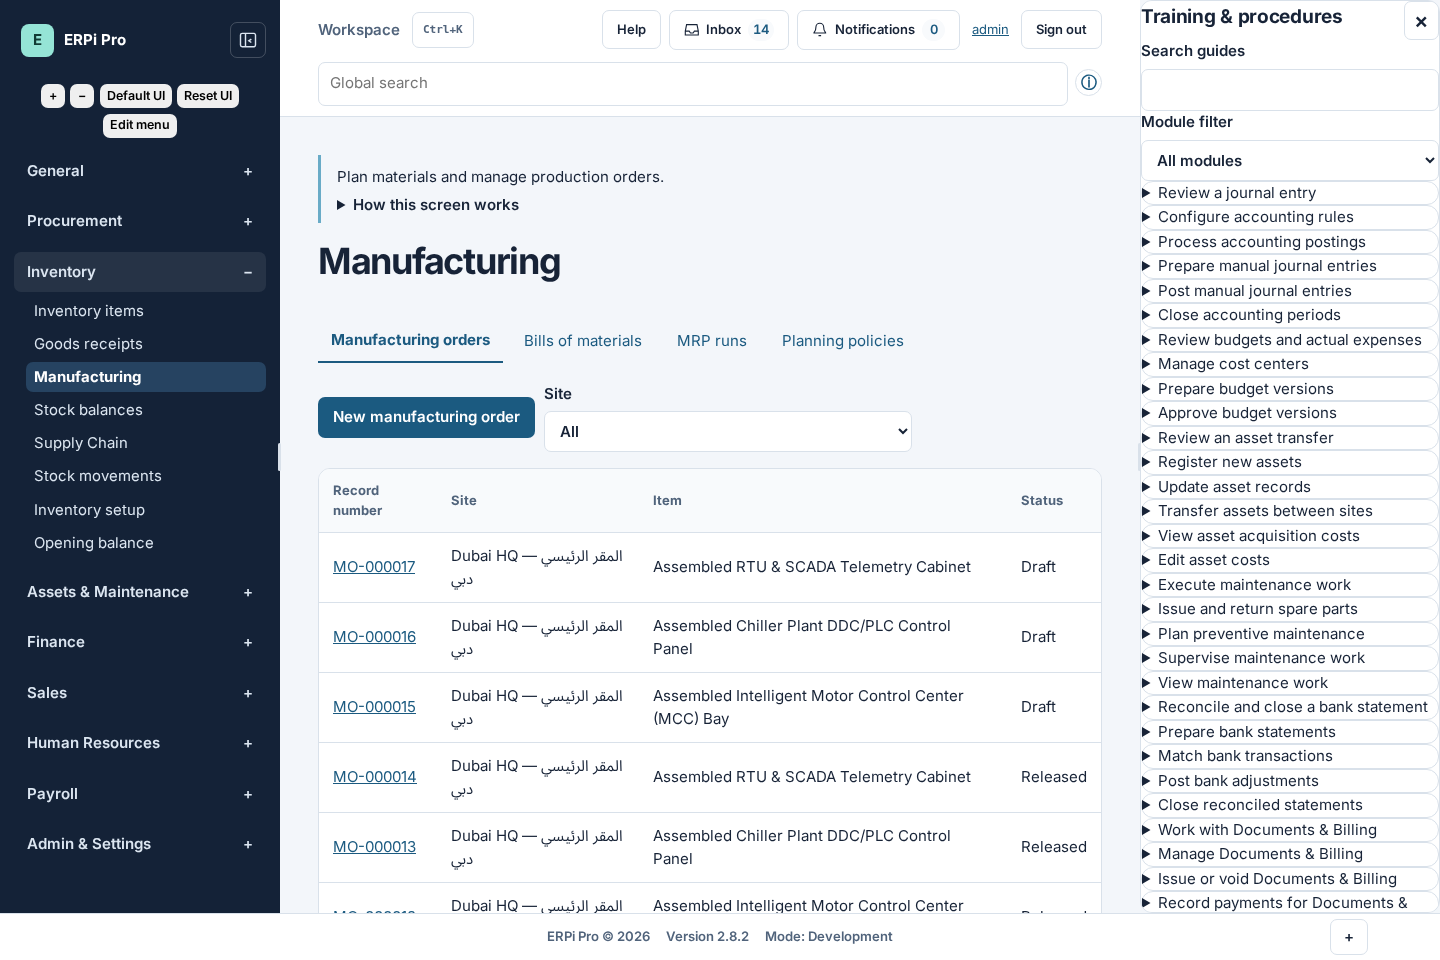 E ERPi Pro
+ − Default UI Reset UI
Edit menu
General +
Procurement +
Inventory −
Inventory items
Goods receipts
Manufacturing
Stock balances
Supply Chain
Stock movements
Inventory setup
Opening balance
Assets & Maintenance +
Finance +
Sales +
Human Resources +
Payroll +
Admin & Settings +
Workspace Ctrl+K Help Inbox 14 Notifications 0 admin Sign out
Global search
Plan materials and manage production orders.
How this screen works
Manufacturing
Manufacturing orders Bills of materials MRP runs Planning policies
Site
New manufacturing order All
Record number Site Item Status
MO-000017 Dubai HQ — المقر الرئيسي دبي Assembled RTU & SCADA Telemetry Cabinet Draft
MO-000016 Dubai HQ — المقر الرئيسي دبي Assembled Chiller Plant DDC/PLC Control Panel Draft
MO-000015 Dubai HQ — المقر الرئيسي دبي Assembled Intelligent Motor Control Center (MCC) Bay Draft
MO-000014 Dubai HQ — المقر الرئيسي دبي Assembled RTU & SCADA Telemetry Cabinet Released
MO-000013 Dubai HQ — المقر الرئيسي دبي Assembled Chiller Plant DDC/PLC Control Panel Released
Dubai HQ — المقر الرئيسي Assembled Intelligent Motor Control Center
Training & procedures
Search guides
Module filter
All modules
Review a journal entry
Configure accounting rules
Process accounting postings
Prepare manual journal entries
Post manual journal entries
Close accounting periods
Review budgets and actual expenses
Manage cost centers
Prepare budget versions
Approve budget versions
Review an asset transfer
Register new assets
Update asset records
Transfer assets between sites
View asset acquisition costs
Edit asset costs
Execute maintenance work
Issue and return spare parts
Plan preventive maintenance
Supervise maintenance work
View maintenance work
Reconcile and close a bank statement
Prepare bank statements
Match bank transactions
Post bank adjustments
Close reconciled statements
Work with Documents & Billing
Manage Documents & Billing
Issue or void Documents & Billing
Record payments for Documents &
ERPi Pro © 2026 Version 2.8.2 Mode: Development +